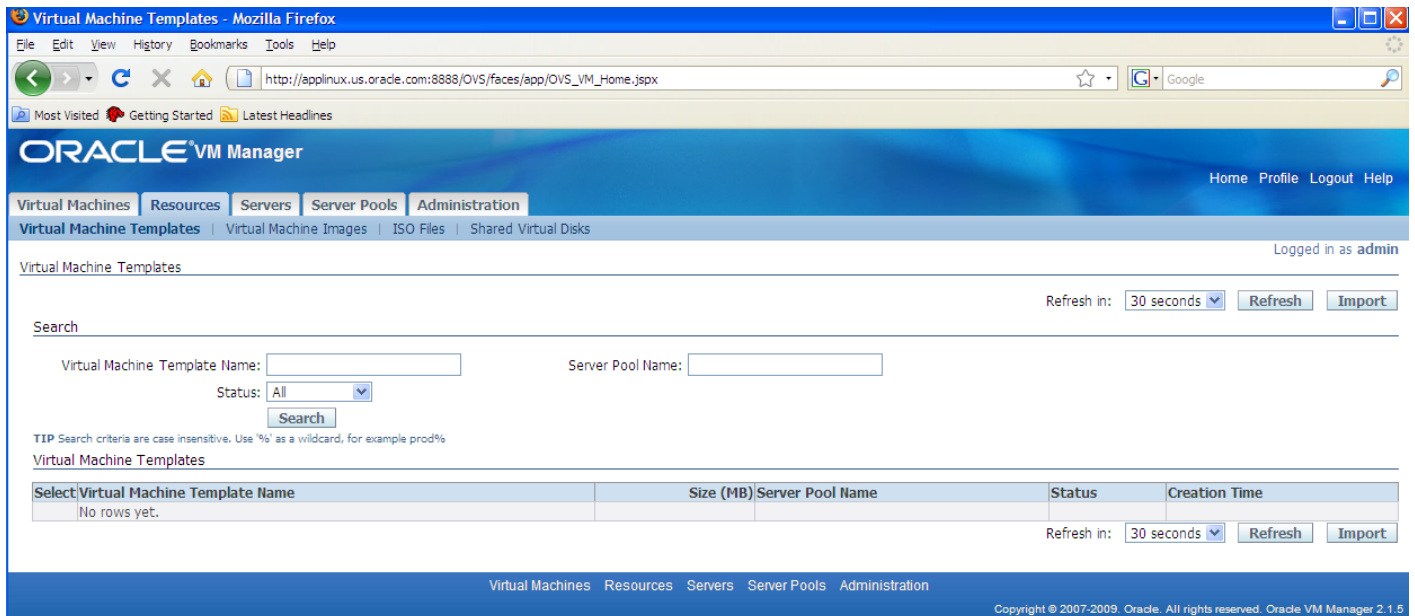 Virtual Machine Templates - Mozilla Firefox
File Edit View History Bookmarks Tools Help
http://applinux.us.oracle.com:8888/OVS/faces/app/OVS_VM_Home.jspx
G Google
Most Visited Getting Started Latest Headlines
ORACLE VM Manager
Home Profile Logout Help
Virtual Machines Resources Servers Server Pools Administration
Virtual Machine Templates | Virtual Machine Images | ISO Files | Shared Virtual Disks
Logged in as admin
Virtual Machine Templates
Refresh in: 30 seconds Refresh Import
Search
Virtual Machine Template Name: Server Pool Name:
Status: All
Search
TIP Search criteria are case insensitive. Use '%' as a wildcard, for example prod%
Virtual Machine Templates
Select Virtual Machine Template Name Size (MB) Server Pool Name Status Creation Time
No rows yet.
Refresh in: 30 seconds Refresh Import
Virtual Machines Resources Servers Server Pools Administration
Copyright © 2007-2009. Oracle. All rights reserved. Oracle VM Manager 2.1.5